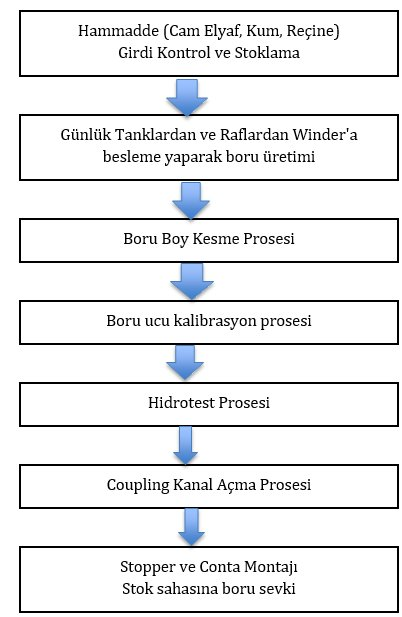 Hammadde (Cam Elyaf, Kum, Reçine)
Girdi Kontrol ve Stoklama
Günlük Tanklardan ve Raflardan Winder'a
besleme yaparak boru üretimi
Boru Boy Kesme Prosesi
Boru ucu kalibrasyon prosesi
Hidrotest Prosesi
Coupling Kanal Açma Prosesi
Stopper ve Conta Montajı
Stok sahasına boru sevki